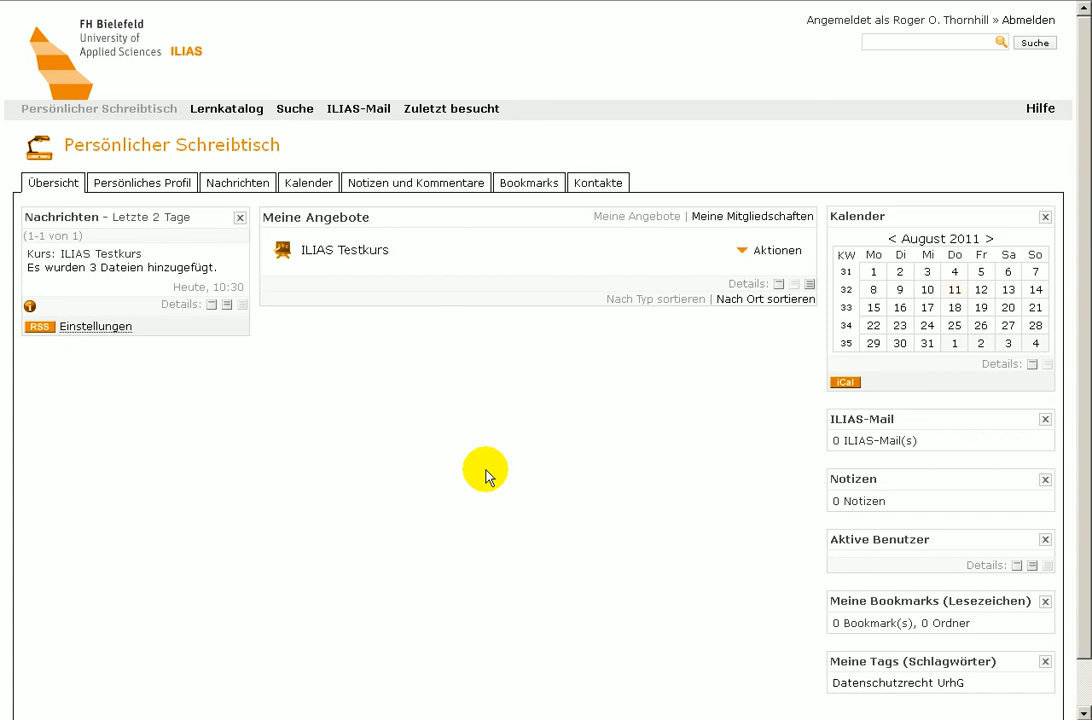 FH Bielefeld
University of
Applied Sciences ILIAS
Angemeldet als Roger O. Thornhill » Abmelden
Suche
Persönlicher Schreibtisch Lernkatalog Suche ILIAS-Mail Zuletzt besucht Hilfe
Persönlicher Schreibtisch
Übersicht Persönliches Profil Nachrichten Kalender Notizen und Kommentare Bookmarks Kontakte
Nachrichten - Letzte 2 Tage
(1-1 von 1)
Kurs: ILIAS Testkurs
Es wurden 3 Dateien hinzugefügt.
Heute, 10:30
Details:
RSS Einstellungen
Meine Angebote Meine Angebote | Meine Mitgliedschaften
ILIAS Testkurs Aktionen
Details:
Nach Typ sortieren | Nach Ort sortieren
Kalender
< August 2011 >
KW Mo Di Mi Do Fr Sa So
31 1 2 3 4 5 6 7
32 8 9 10 11 12 13 14
33 15 16 17 18 19 20 21
34 22 23 24 25 26 27 28
35 29 30 31 1 2 3 4
Details:
iCal
ILIAS-Mail
0 ILIAS-Mail(s)
Notizen
0 Notizen
Aktive Benutzer
Details:
Meine Bookmarks (Lesezeichen)
0 Bookmark(s), 0 Ordner
Meine Tags (Schlagwörter)
Datenschutzrecht UrhG